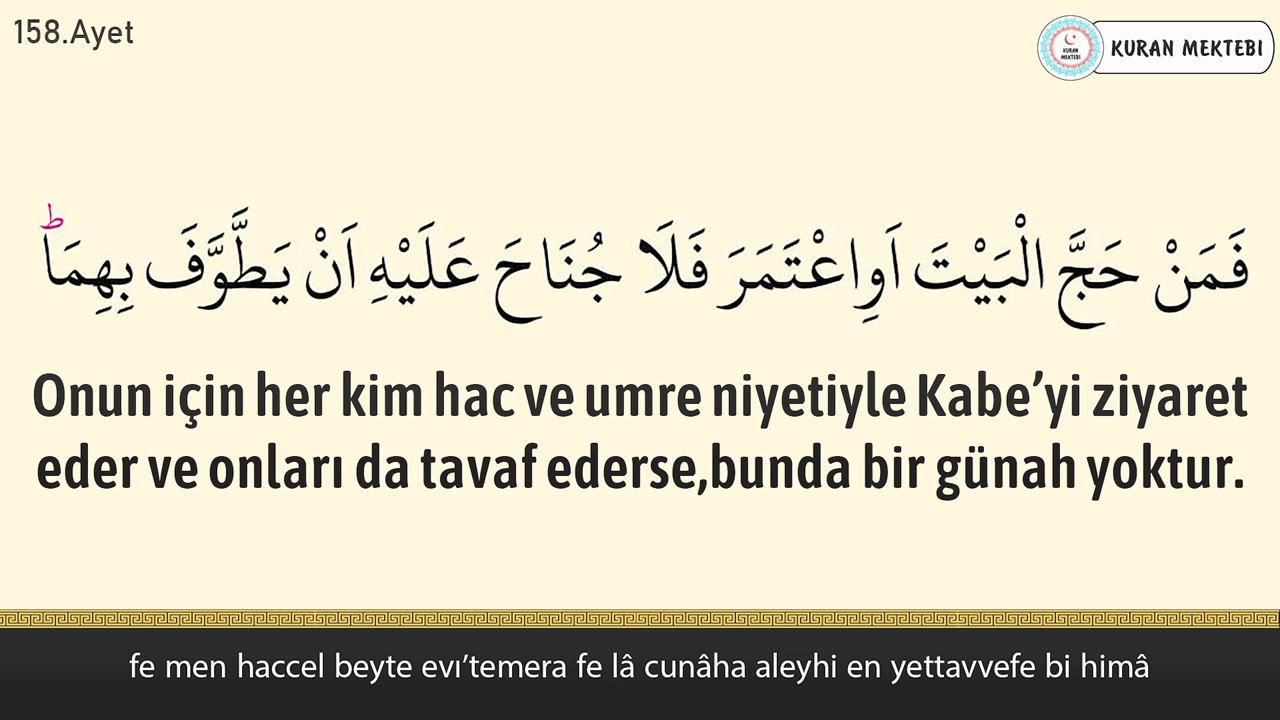 158.Ayet
KURAN MEKTEBİ
KURAN
MEKTEBİ
فَمَنْ حَجَّ الْبَيْتَ اَوِاعْتَمَرَ فَلَا جُنَاحَ عَلَيْهِ اَنْ يَطَّوَّفَ بِهِمَاۜ
Onun için her kim hac ve umre niyetiyle Kabe’yi ziyaret
eder ve onları da tavaf ederse,bunda bir günah yoktur.
fe men haccel beyte evı’temera fe lâ cunâha aleyhi en yettavvefe bi himâ